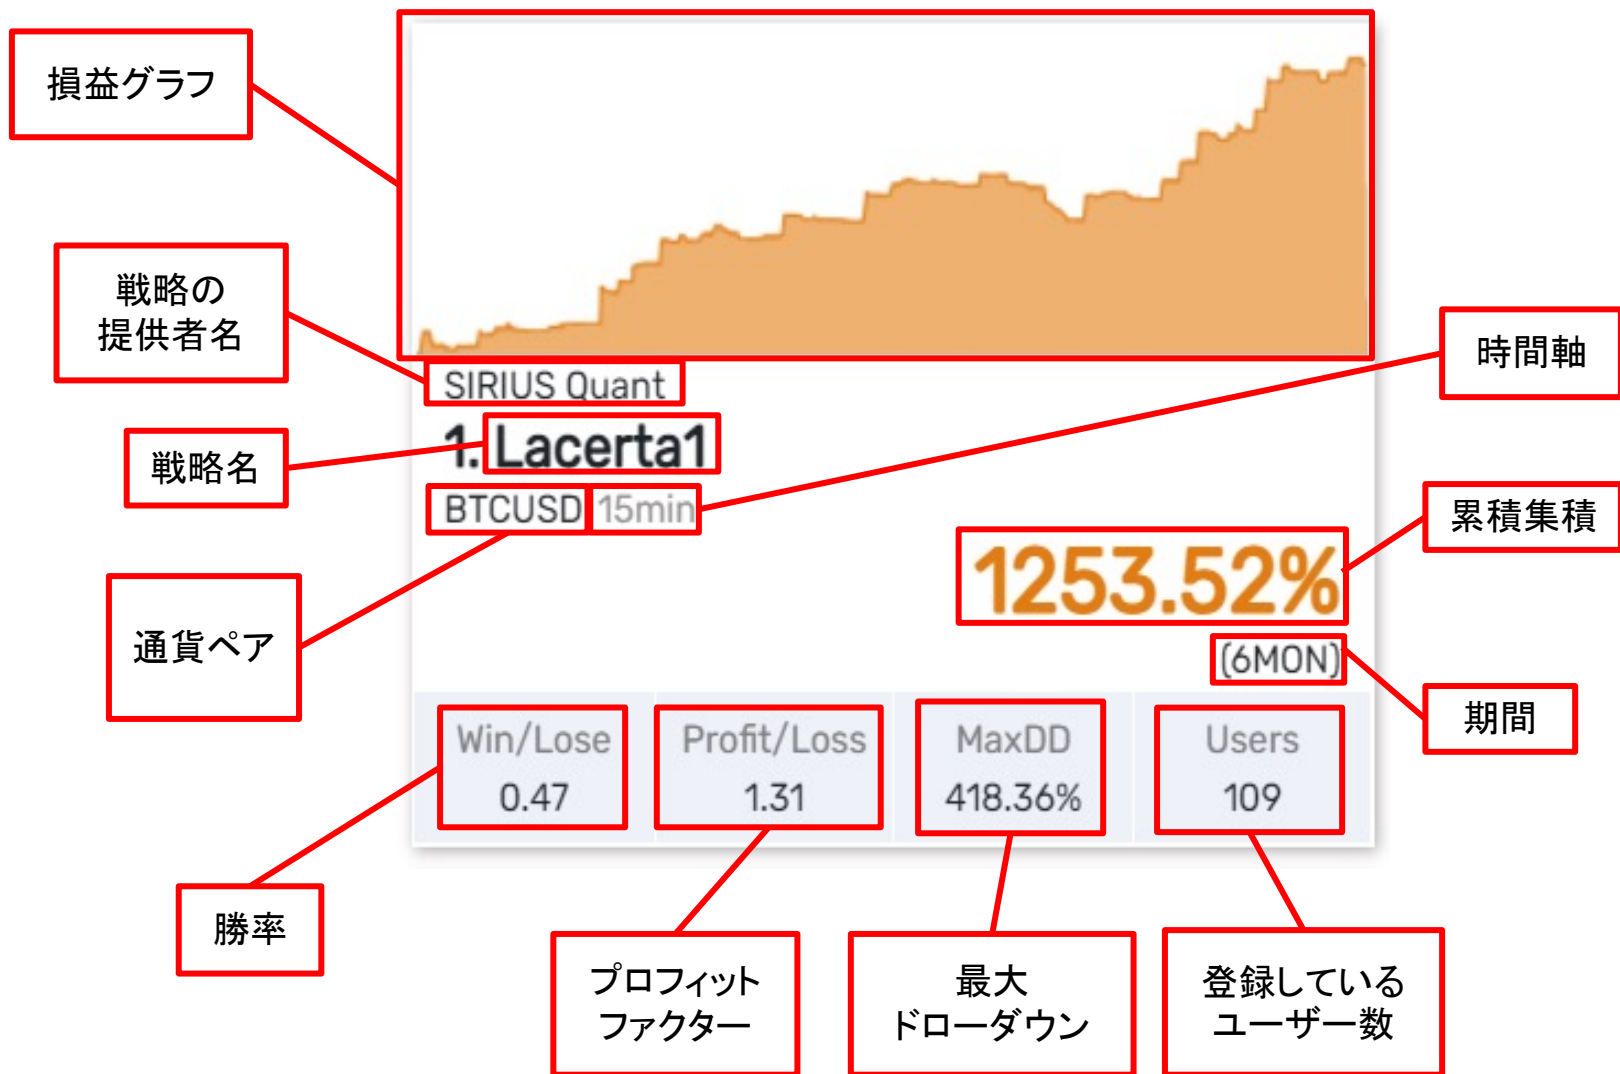 損益グラフ
戦略の
提供者名
時間軸
SIRIUS Quant
1. Lacerta1
戦略名
BTCUSD 15min
累積集積
1253.52%
通貨ペア
(6MON)
期間
Win/Lose
0.47
Profit/Loss
1.31
MaxDD
418.36%
Users
109
勝率
プロフィット
ファクター
最大
ドローダウン
登録している
ユーザー数